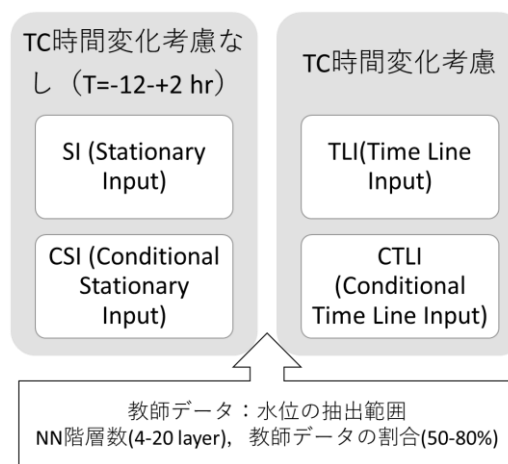 TC時間変化考慮な
し（T=-12-+2 hr）
SI (Stationary
Input)
CSI (Conditional
Stationary
Input)
TC時間変化考慮
TLI(Time Line
Input)
CTLI
(Conditional
Time Line Input)
教師データ：水位の抽出範囲
NN階層数(4-20 layer)，教師データの割合(50-80%)